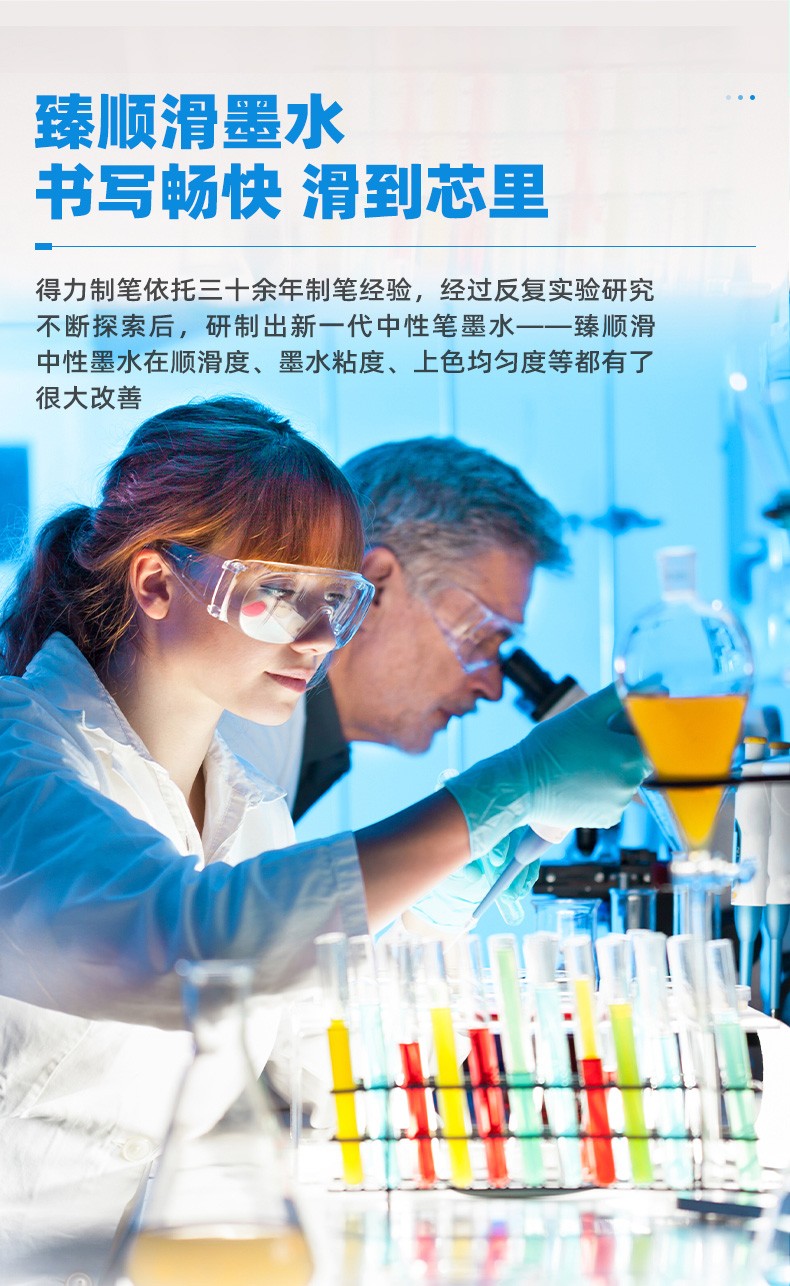 臻顺滑墨水
书写畅快 滑到芯里
得力制笔依托三十余年制笔经验，经过反复实验研究
不断探索后，研制出新一代中性笔墨水——臻顺滑
中性墨水在顺滑度、墨水粘度、上色均匀度等都有了
很大改善